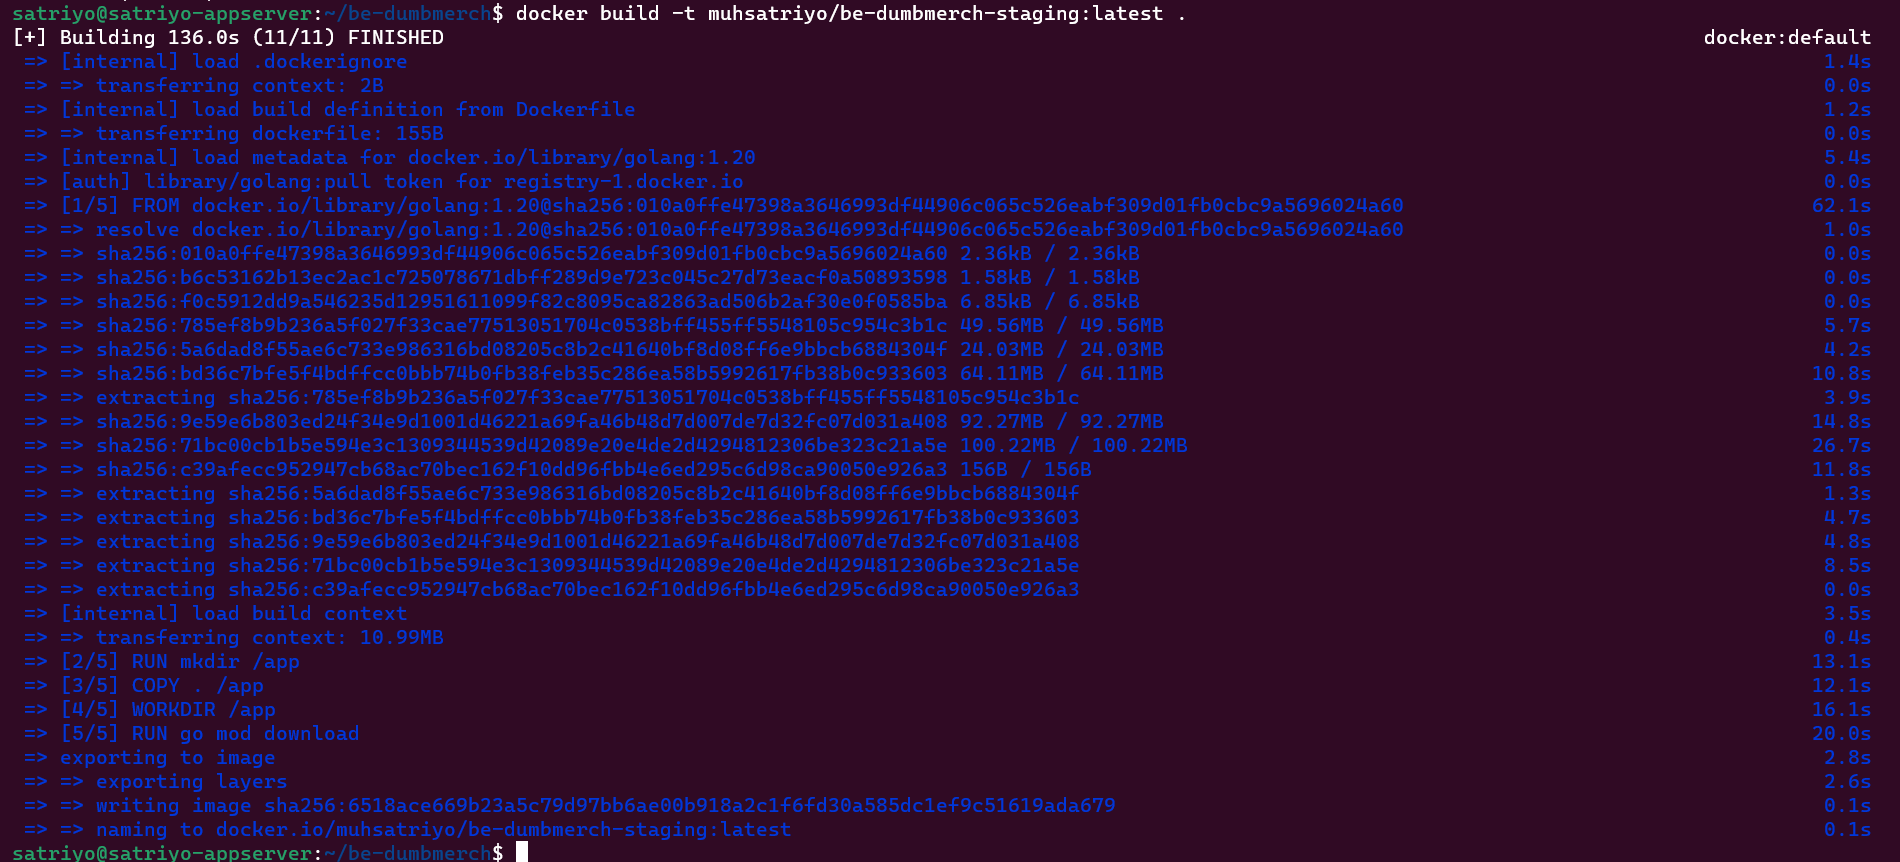 satriyo@satriyo-appserver:~/be-dumbmerch$ docker build -t muhsatriyo/be-dumbmerch-staging:latest .
[+] Building 136.0s (11/11) FINISHED docker:default
=> [internal] load .dockerignore 1.4s
=> => transferring context: 2B 0.0s
=> [internal] load build definition from Dockerfile 1.2s
=> => transferring dockerfile: 155B 0.0s
=> [internal] load metadata for docker.io/library/golang:1.20 5.4s
=> [auth] library/golang:pull token for registry-1.docker.io 0.0s
=> [1/5] FROM docker.io/library/golang:1.20@sha256:010a0ffe47398a3646993df44906c065c526eabf309d01fb0cbc9a5696024a60 62.1s
=> => resolve docker.io/library/golang:1.20@sha256:010a0ffe47398a3646993df44906c065c526eabf309d01fb0cbc9a5696024a60 1.0s
=> => sha256:010a0ffe47398a3646993df44906c065c526eabf309d01fb0cbc9a5696024a60 2.36kB / 2.36kB 0.0s
=> => sha256:b6c53162b13ec2ac1c725078671dbff289d9e723c045c27d73eacf0a50893598 1.58kB / 1.58kB 0.0s
=> => sha256:f0c5912dd9a546235d12951611099f82c8095ca82863ad506b2af30e0f0585ba 6.85kB / 6.85kB 0.0s
=> => sha256:785ef8b9b236a5f027f33cae77513051704c0538bff455ff5548105c954c3b1c 49.56MB / 49.56MB 5.7s
=> => sha256:5a6dad8f55ae6c733e986316bd08205c8b2c41640bf8d08ff6e9bbcb6884304f 24.03MB / 24.03MB 4.2s
=> => sha256:bd36c7bfe5f4bdffcc0bbb74b0fb38feb35c286ea58b5992617fb38b0c933603 64.11MB / 64.11MB 10.8s
=> => extracting sha256:785ef8b9b236a5f027f33cae77513051704c0538bff455ff5548105c954c3b1c 3.9s
=> => sha256:9e59e6b803ed24f34e9d1001d46221a69fa46b48d7d007de7d32fc07d031a408 92.27MB / 92.27MB 14.8s
=> => sha256:71bc00cb1b5e594e3c1309344539d42089e20e4de2d4294812306be323c21a5e 100.22MB / 100.22MB 26.7s
=> => sha256:c39afecc952947cb68ac70bec162f10dd96fbb4e6ed295c6d98ca90050e926a3 156B / 156B 11.8s
=> => extracting sha256:5a6dad8f55ae6c733e986316bd08205c8b2c41640bf8d08ff6e9bbcb6884304f 1.3s
=> => extracting sha256:bd36c7bfe5f4bdffcc0bbb74b0fb38feb35c286ea58b5992617fb38b0c933603 4.7s
=> => extracting sha256:9e59e6b803ed24f34e9d1001d46221a69fa46b48d7d007de7d32fc07d031a408 4.8s
=> => extracting sha256:71bc00cb1b5e594e3c1309344539d42089e20e4de2d4294812306be323c21a5e 8.5s
=> => extracting sha256:c39afecc952947cb68ac70bec162f10dd96fbb4e6ed295c6d98ca90050e926a3 0.0s
=> [internal] load build context 3.5s
=> => transferring context: 10.99MB 0.4s
=> [2/5] RUN mkdir /app 13.1s
=> [3/5] COPY . /app 12.1s
=> [4/5] WORKDIR /app 16.1s
=> [5/5] RUN go mod download 20.0s
=> exporting to image 2.8s
=> => exporting layers 2.6s
=> => writing image sha256:6518ace669b23a5c79d97bb6ae00b918a2c1f6fd30a585dc1ef9c51619ada679 0.1s
=> => naming to docker.io/muhsatriyo/be-dumbmerch-staging:latest 0.1s
satriyo@satriyo-appserver:~/be-dumbmerch$